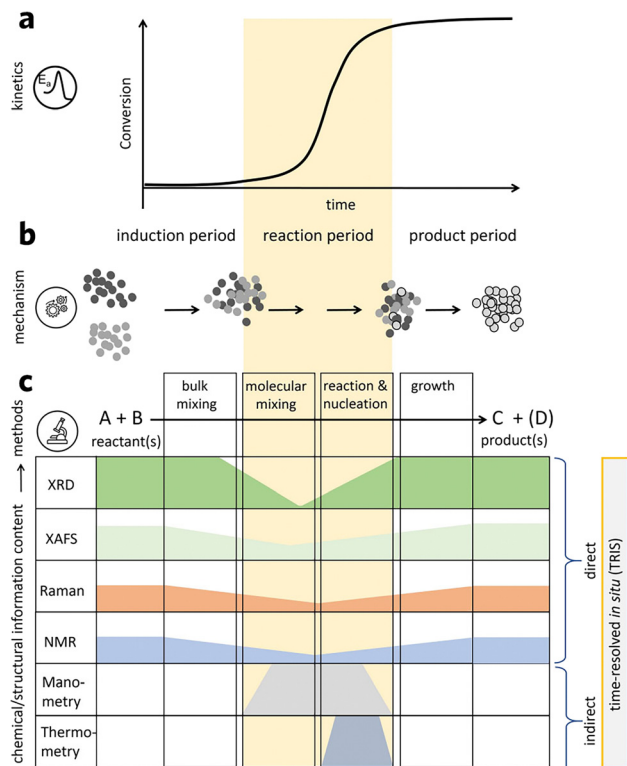 a
kinetics
Ea
Conversion
time
b
induction period
reaction period
product period
mechanism
c
methods
bulk
mixing
molecular
mixing
reaction &
nucleation
growth
A + B
C + (D)
reactant(s)
product(s)
chemical/structural information content
XRD
XAFS
Raman
NMR
Mano-
metry
Thermo-
metry
direct
indirect
time-resolved in situ (TRIS)